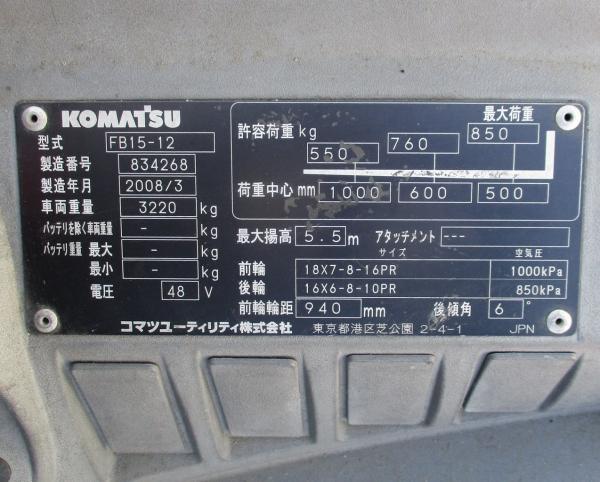 KOMATSU
型式 FB15-12
製造番号 834268
製造年月 2008/3
車両重量 3220 kg
バッテリを除く車両重量 - kg
バッテリ重量 最大 - kg
最小 - kg
電圧 48 V
最大荷重
許容荷重 kg 550 760 850
荷重中心 mm 1000 600 500
最大揚高 5.5 m アタッチメント ---
サイズ 空気圧
前輪 18X7-8-16PR 1000kPa
後輪 16X6-8-10PR 850kPa
前輪輪距 940 mm 後傾角 6°
コマツユーティリティ株式会社 東京都港区芝公園 2-4-1 JPN